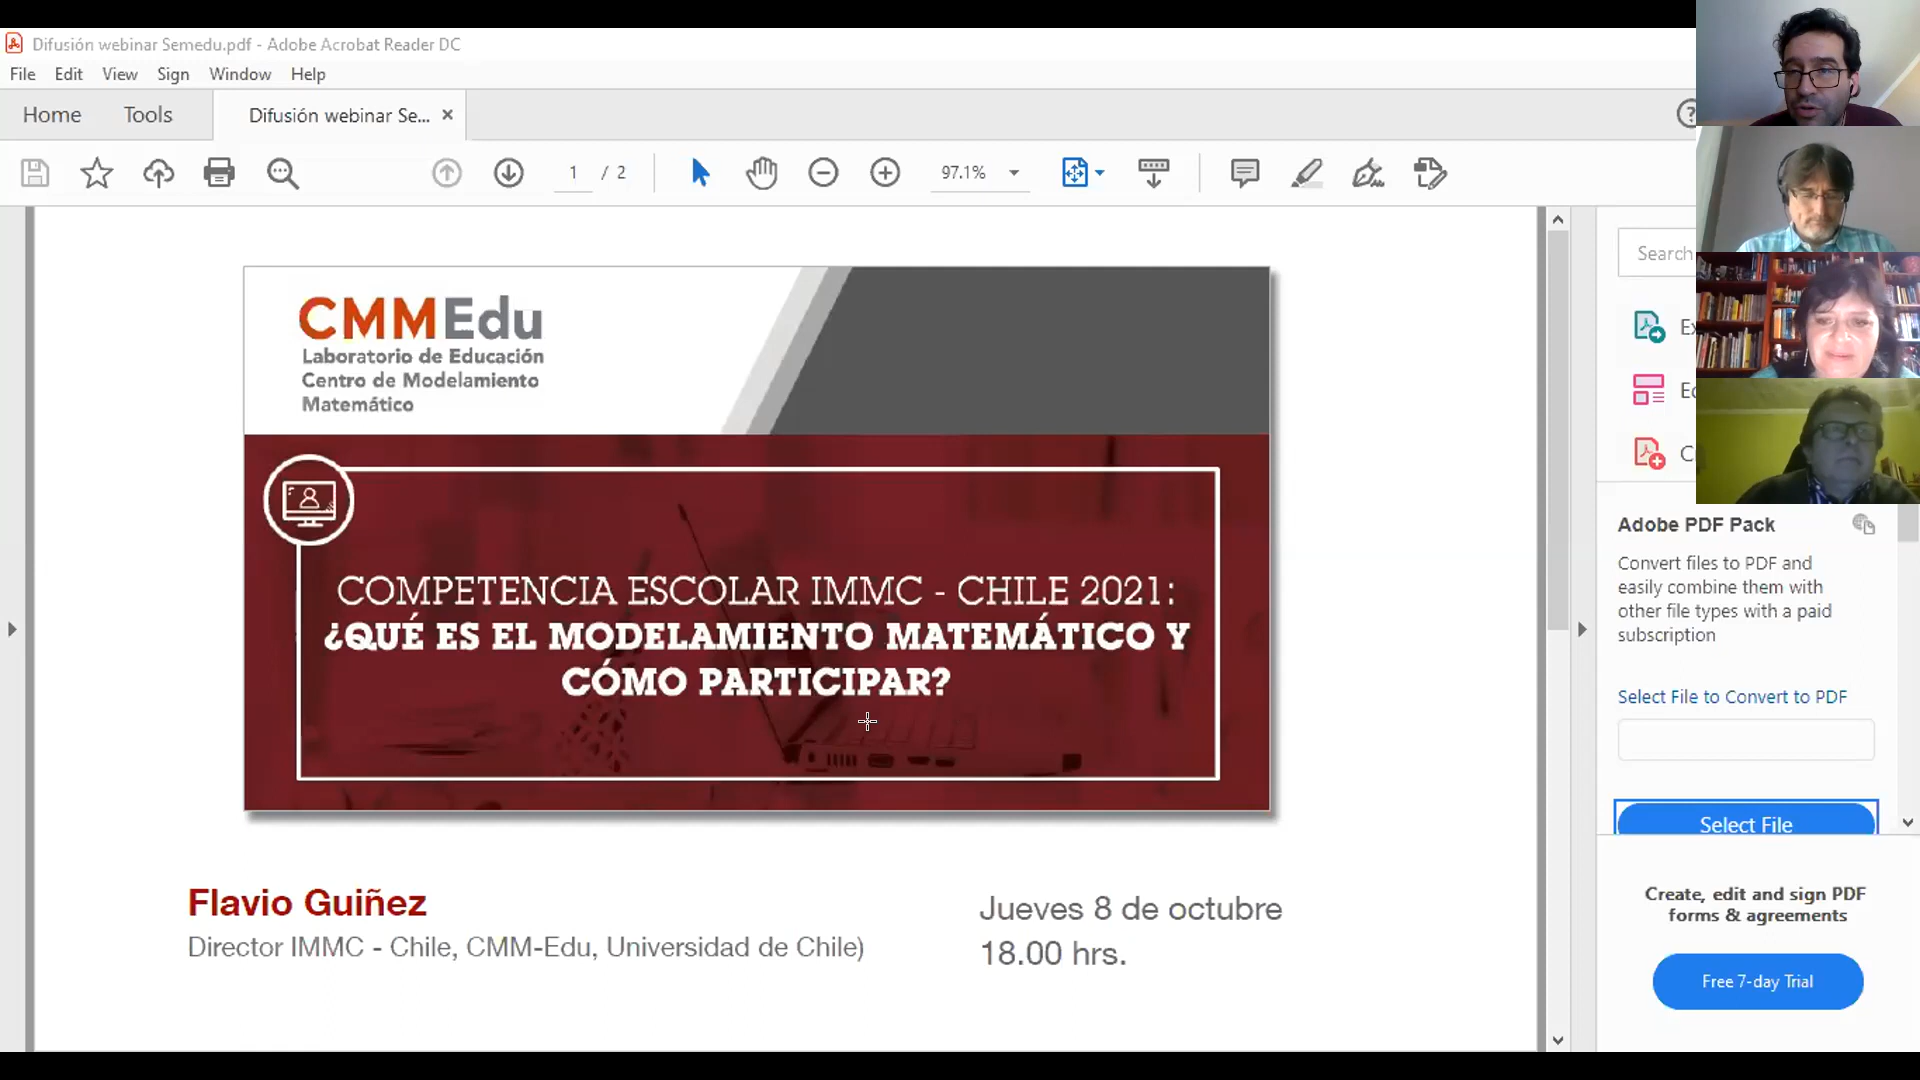 Difusión webinar Semedu.pdf - Adobe Acrobat Reader DC
File Edit View Sign Window Help
Home Tools Difusión webinar Se... ×
1 / 2 97.1%
Search
CMMEdu
Laboratorio de Educación
Centro de Modelamiento
Matemático
COMPETENCIA ESCOLAR IMMC - CHILE 2021:
¿QUÉ ES EL MODELAMIENTO MATEMÁTICO Y
CÓMO PARTICIPAR?
Flavio Guiñez
Director IMMC - Chile, CMM-Edu, Universidad de Chile)
Jueves 8 de octubre
18.00 hrs.
Adobe PDF Pack
Convert files to PDF and
easily combine them with
other file types with a paid
subscription
Select File to Convert to PDF
Select File
Create, edit and sign PDF
forms & agreements
Free 7-day Trial